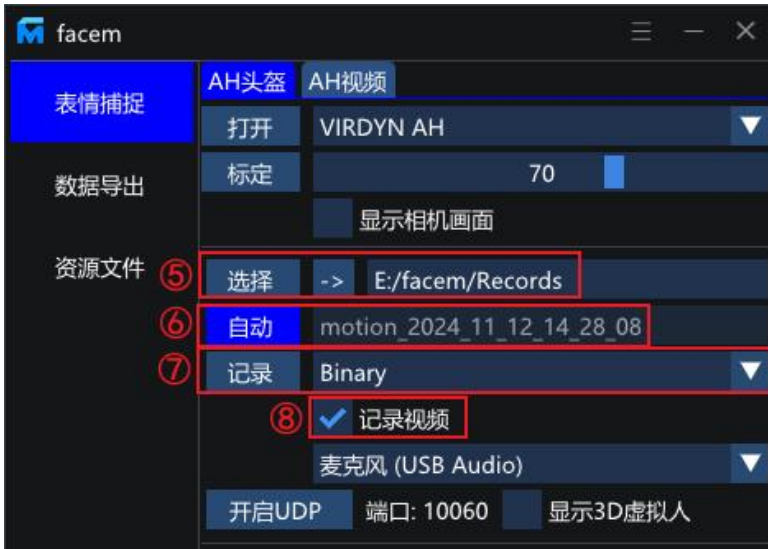 facem
表情捕捉
数据导出
资源文件
AH头盔 AH视频
打开 VIRDYN AH
标定 70
显示相机画面
⑤ 选择 -> E:/facem/Records
⑥ 自动 motion_2024_11_12_14_28_08
⑦ 记录 Binary
⑧ 记录视频
麦克风 (USB Audio)
开启UDP 端口: 10060 显示3D虚拟人